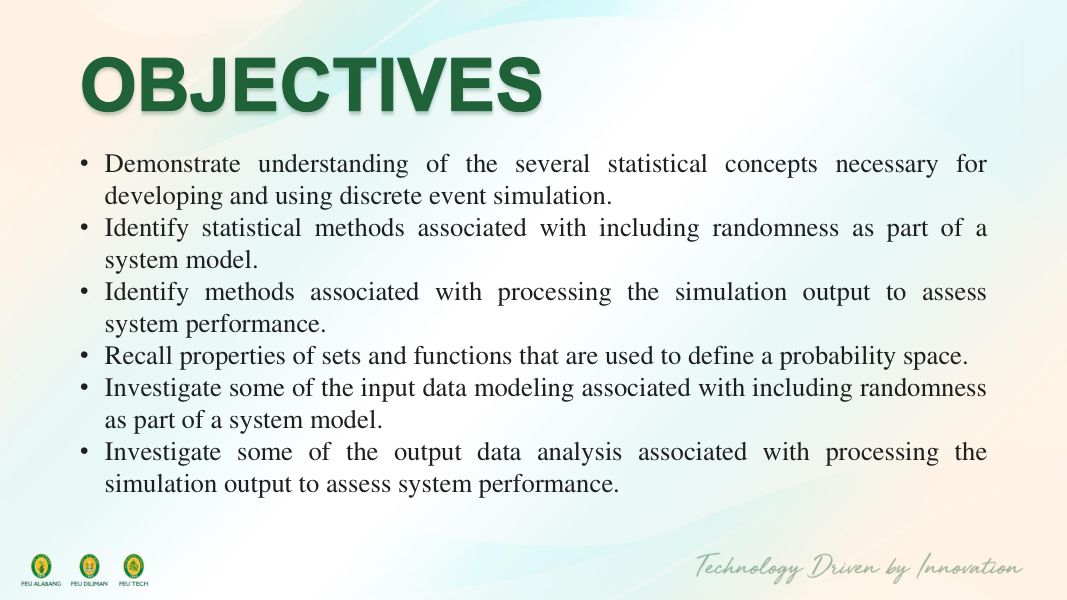 OBJECTIVES
• Demonstrate understanding of the several statistical concepts necessary for
developing and using discrete event simulation.
• Identify statistical methods associated with including randomness as part of a
system model.
• Identify methods associated with processing the simulation output to assess
system performance.
• Recall properties of sets and functions that are used to define a probability space.
• Investigate some of the input data modeling associated with including randomness
as part of a system model.
• Investigate some of the output data analysis associated with processing the
simulation output to assess system performance.
FEU ALABANG FEU DILIMAN FEU TECH
Technology Driven by Innovation